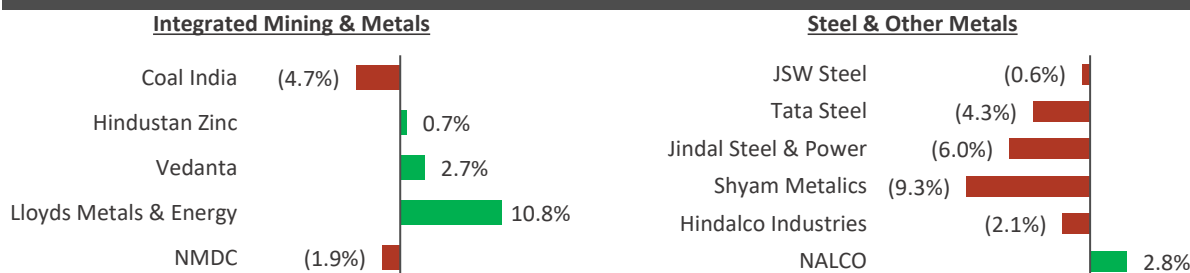 Integrated Mining & Metals
Coal India (4.7%)
Hindustan Zinc 0.7%
Vedanta 2.7%
Lloyds Metals & Energy 10.8%
NMDC (1.9%)
Steel & Other Metals
JSW Steel (0.6%)
Tata Steel (4.3%)
Jindal Steel & Power (6.0%)
Shyam Metalics (9.3%)
Hindalco Industries (2.1%)
NALCO 2.8%